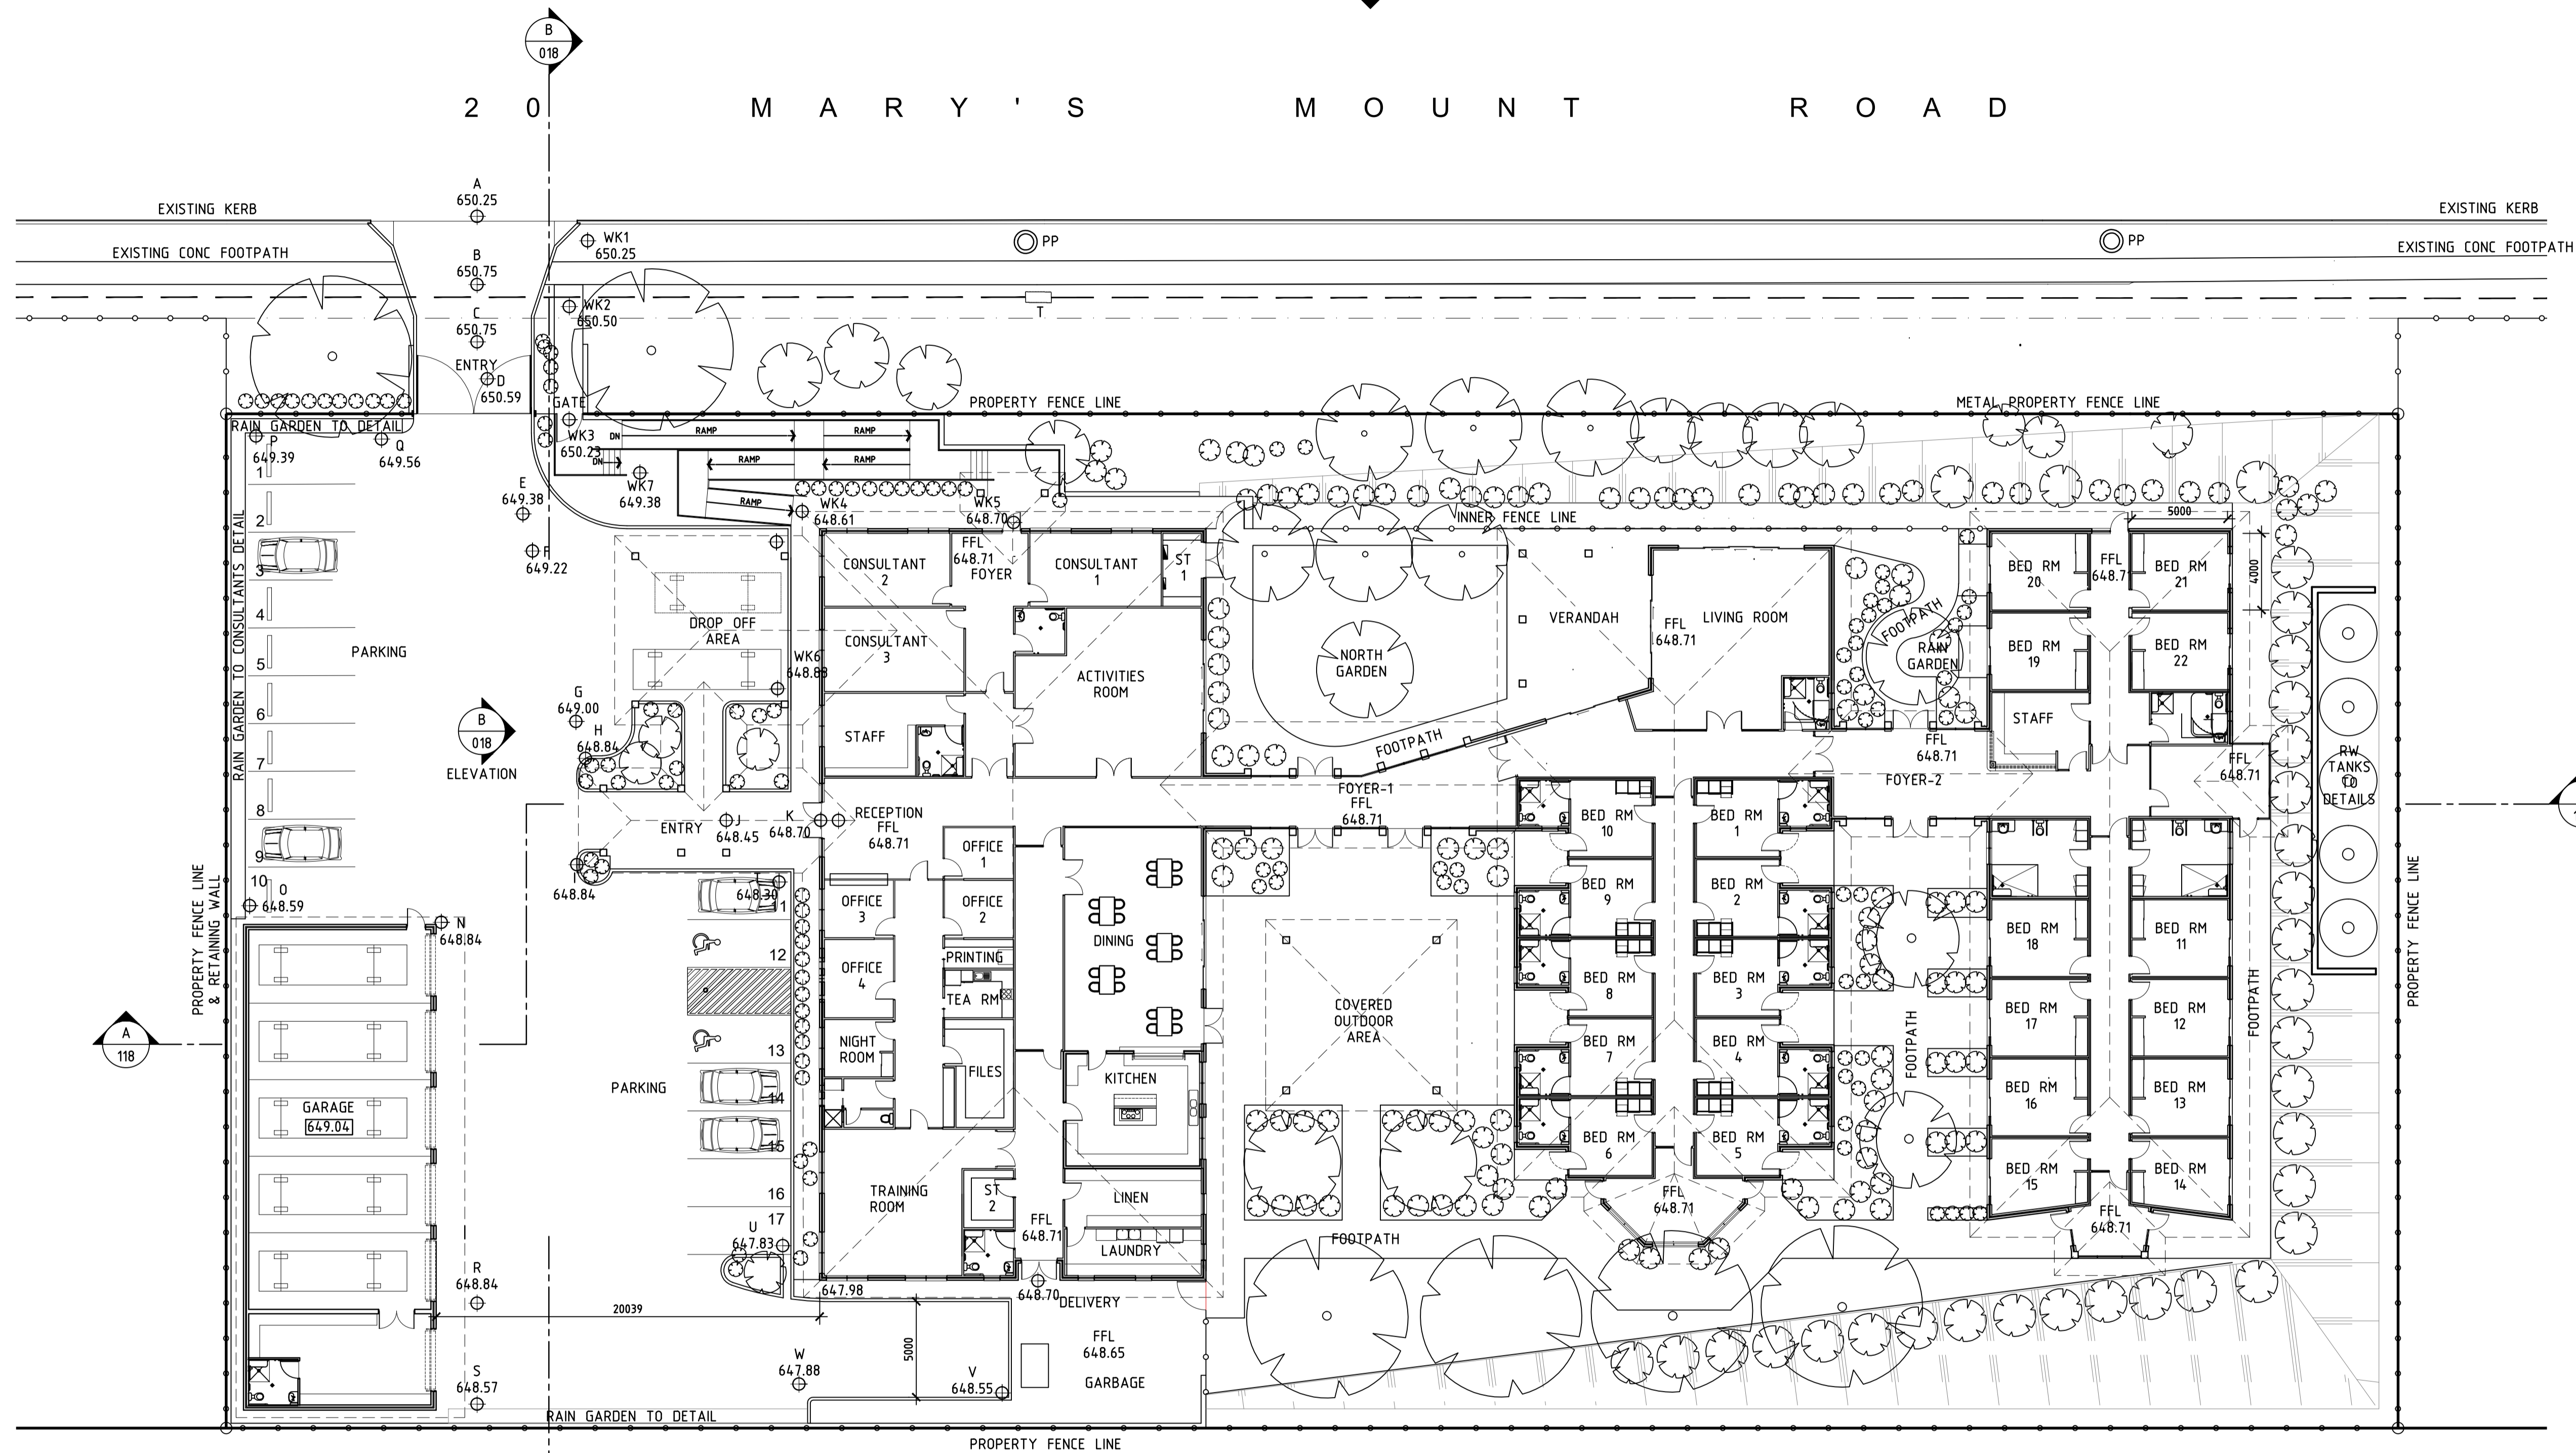 B
018
20 MARY'S MOUNT ROAD
A
650.25
EXISTING KERB
EXISTING KERB
WK1
650.25
PP
PP
EXISTING CONC FOOTPATH
EXISTING CONC FOOTPATH
B
650.75
WK2
650.50
C
650.75
T
ENTRY
D
650.59
GATE
PROPERTY FENCE LINE
METAL PROPERTY FENCE LINE
RAIN GARDEN TO DETAIL
P
649.39
Q
649.56
WK3
650.23
DN
RAMP
RAMP
DN
RAMP
RAMP
RAMP
WK7
649.38
E
649.38
WK4
648.61
WK5
648.70
INNER FENCE LINE
5000
4000
F
649.22
1
2
3
4
5
6
7
8
9
10
RAIN GARDEN TO CONSULTANTS DETAIL
PARKING
DROP OFF
AREA
WK6
648.88
CONSULTANT
2
FFL
648.71
FOYER
CONSULTANT
1
ST
1
CONSULTANT
3
ACTIVITIES
ROOM
STAFF
NORTH
GARDEN
FOOTPATH
VERANDAH
FFL
648.71
LIVING ROOM
FOOTPATH
RAIN
GARDEN
BED RM
20
FFL
648.7
BED RM
21
BED RM
19
BED RM
22
STAFF
FFL
648.71
FOYER-2
FFL
648.71
RW
TANKS
TO
DETAILS
G
649.00
H
648.84
B
018
ELEVATION
ENTRY
J
648.45
K
648.70
RECEPTION
FFL
648.71
FOYER-1
FFL
648.71
I
648.84
648.30
11
12
13
14
15
16
17
O
648.59
N
648.84
PROPERTY FENCE LINE
& RETAINING WALL
A
118
OFFICE
1
OFFICE
2
OFFICE
3
OFFICE
4
PRINTING
TEA RM
NIGHT
ROOM
FILES
DINING
KITCHEN
COVERED
OUTDOOR
AREA
BED RM
10
BED RM
1
BED RM
9
BED RM
2
BED RM
8
BED RM
3
BED RM
7
BED RM
4
BED RM
6
BED RM
5
FOOTPATH
BED RM
18
BED RM
11
BED RM
17
BED RM
12
BED RM
16
BED RM
13
BED RM
15
BED RM
14
FOOTPATH
PROPERTY FENCE LINE
PARKING
GARAGE
649.04
TRAINING
ROOM
ST
2
LINEN
LAUNDRY
FFL
648.71
FFL
648.71
FFL
648.71
FOOTPATH
U
647.83
R
648.84
647.98
648.70
DELIVERY
20039
5000
FFL
648.65
GARBAGE
S
648.57
W
647.88
V
648.55
RAIN GARDEN TO DETAIL
PROPERTY FENCE LINE